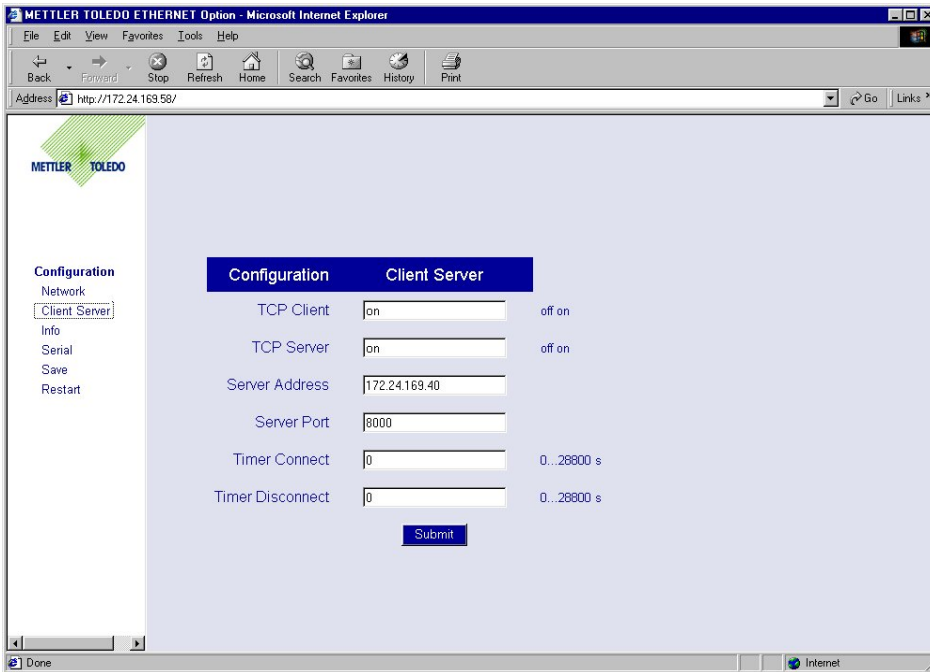 METTLER TOLEDO ETHERNET Option - Microsoft Internet Explorer
File Edit View Favorites Tools Help
Back Forward Stop Refresh Home Search Favorites History Print
Address http://172.24.169.58/ Go Links »
METTLER TOLEDO
Configuration
Network
Client Server
Info
Serial
Save
Restart
Configuration Client Server
TCP Client on off on
TCP Server on off on
Server Address 172.24.169.40
Server Port 8000
Timer Connect 0 0...28800 s
Timer Disconnect 0 0...28800 s
Submit
Done Internet